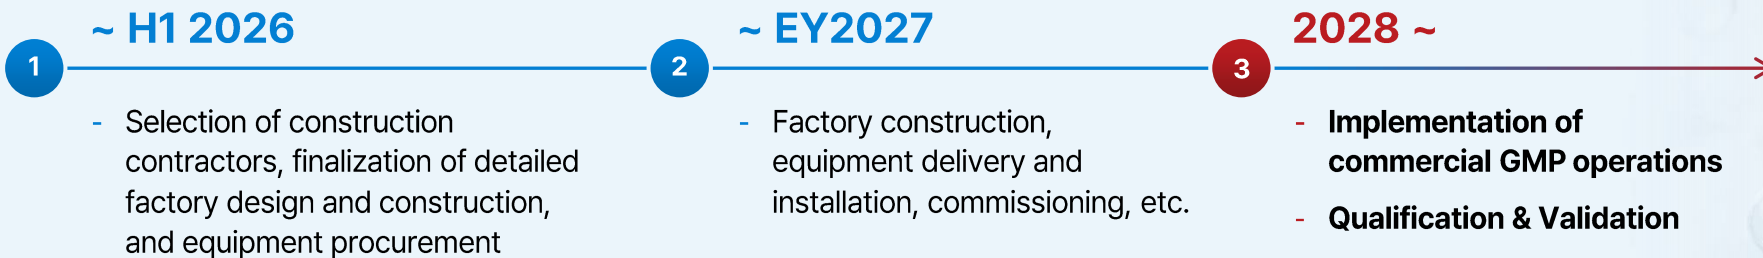 ~ H1 2026
1
- Selection of construction
contractors, finalization of detailed
factory design and construction,
and equipment procurement
~ EY2027
2
- Factory construction,
equipment delivery and
installation, commissioning, etc.
2028 ~
3
- Implementation of
commercial GMP operations
- Qualification & Validation